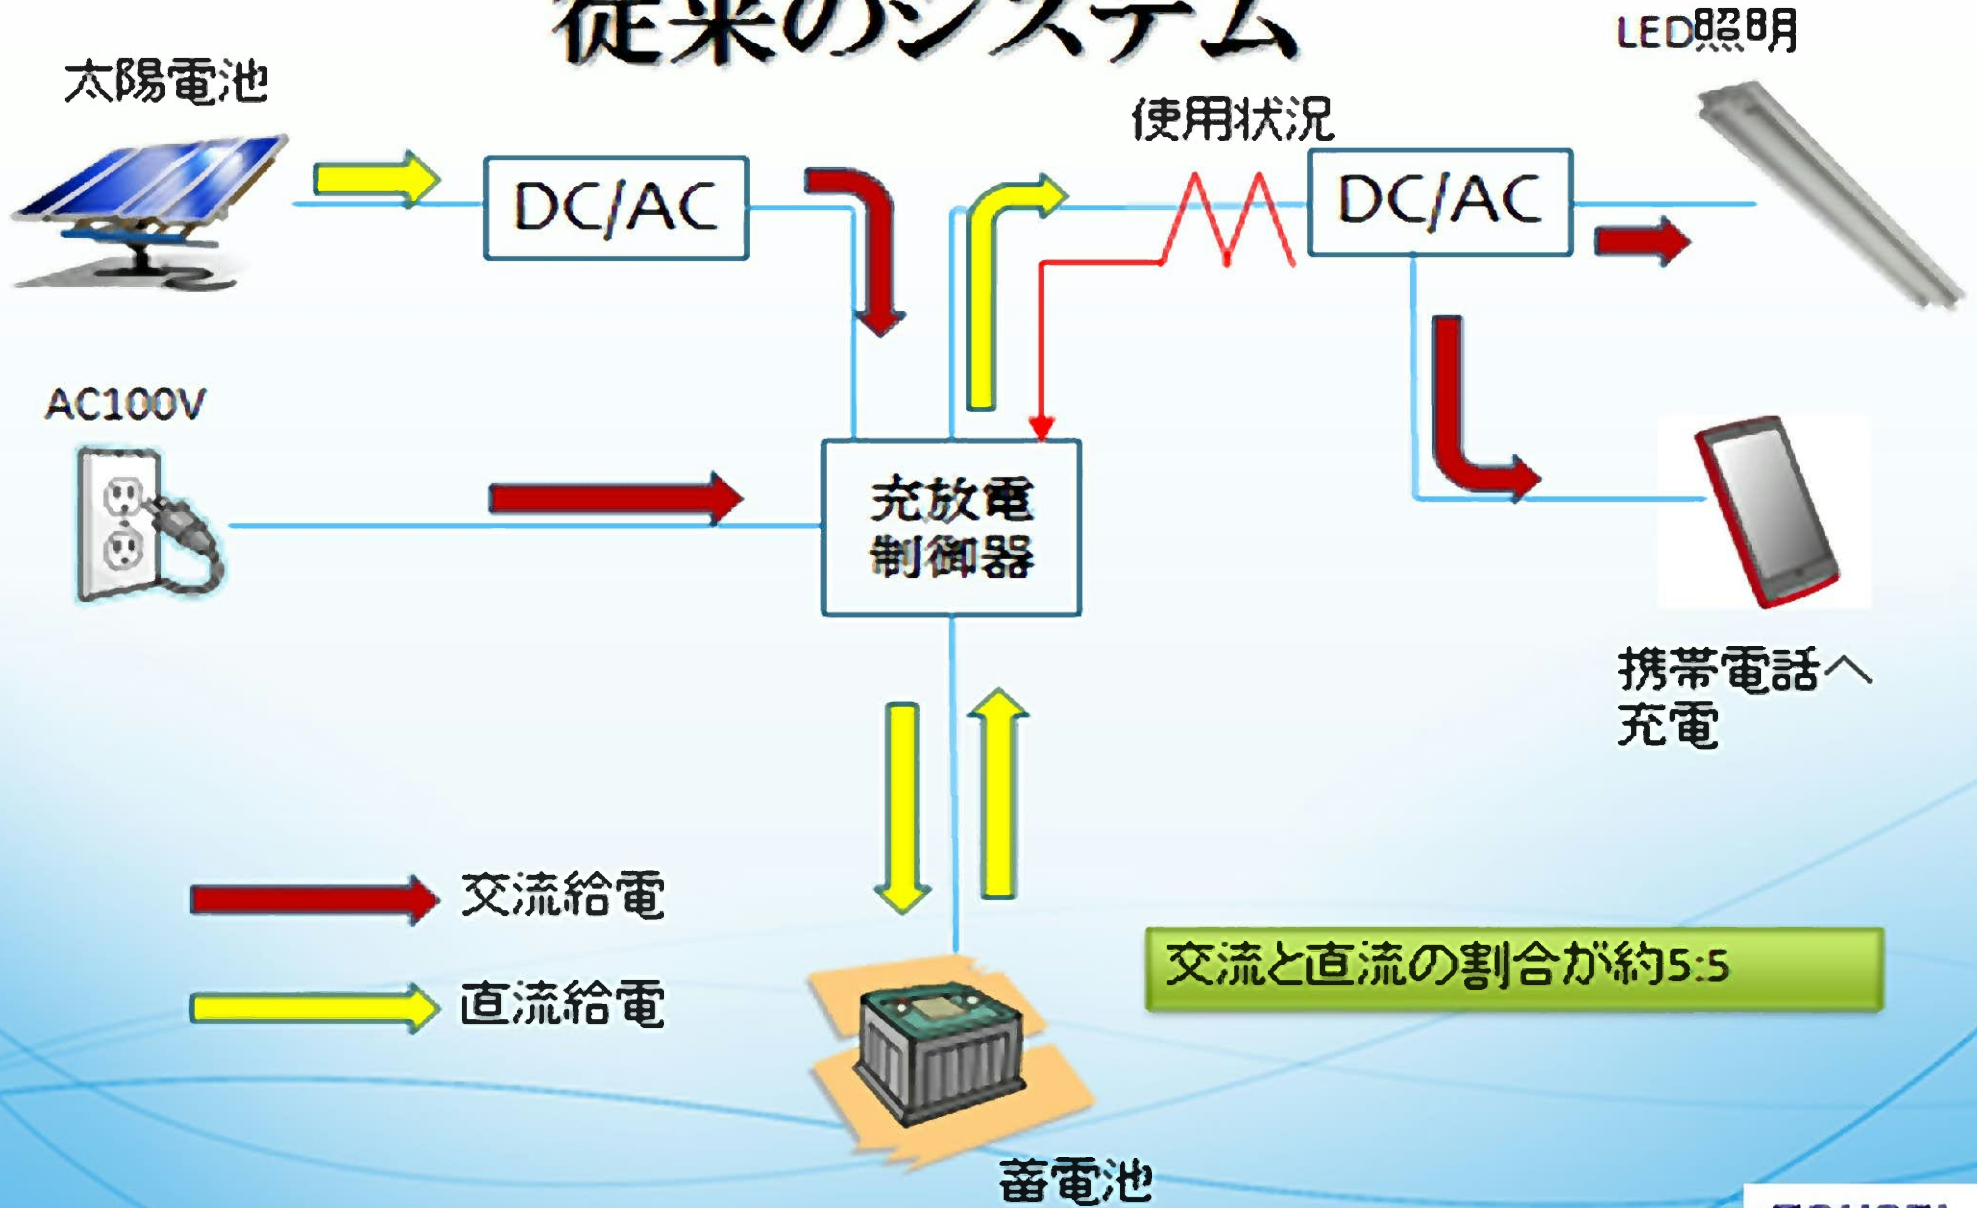 従来のシステム
太陽電池
DC/AC
使用状況
DC/AC
LED照明
AC100V
充放電
制御器
携帯電話へ
充電
交流給電
直流給電
交流と直流の割合が約5:5
蓄電池